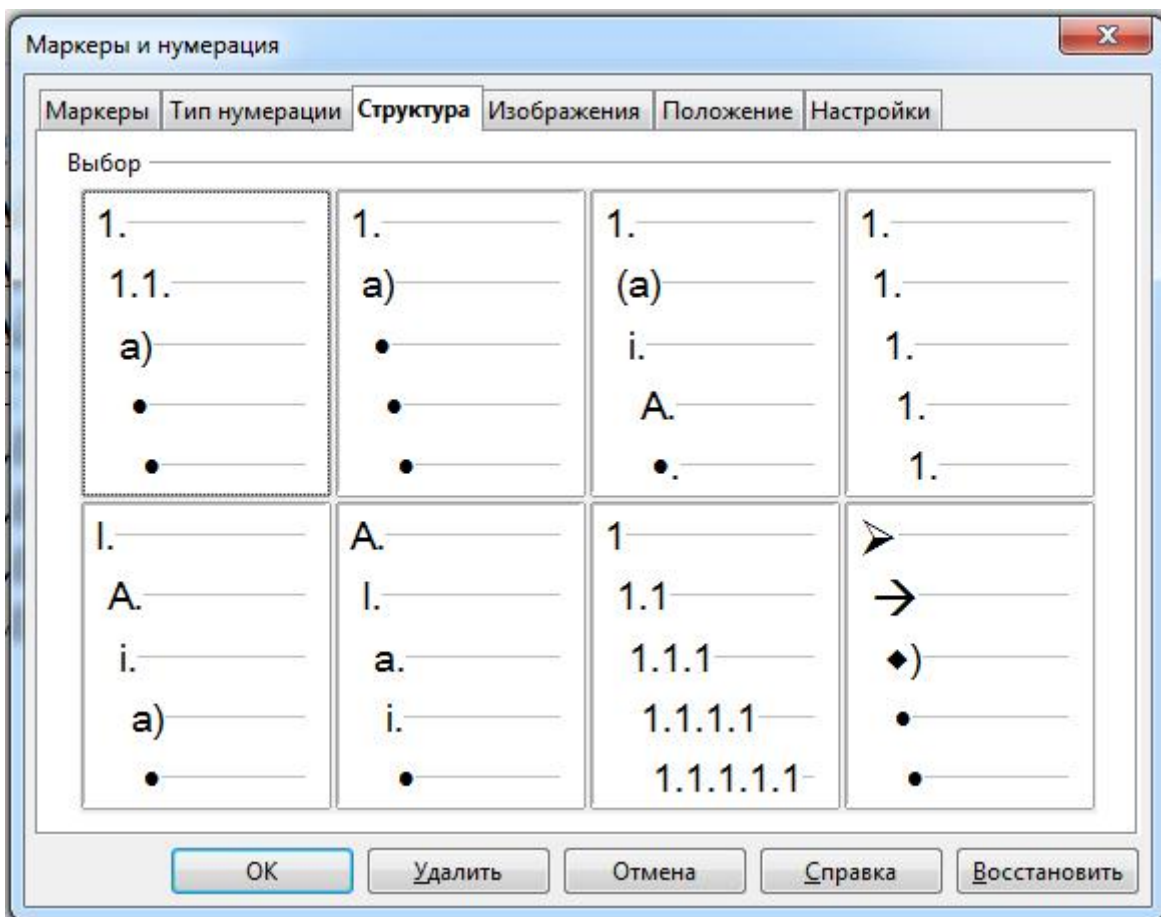 Маркеры и нумерация
Маркеры Тип нумерации Структура Изображения Положение Настройки
Выбор
1. 1. 1. 1.
1.1. a) (a) 1.
a) • i. 1.
• • A. 1.
• • •. 1.
I. A. 1 ➢
A. I. 1.1 →
i. a. 1.1.1 ◆)
a) i. 1.1.1.1 •
• • 1.1.1.1.1 •
ОК Удалить Отмена Справка Восстановить